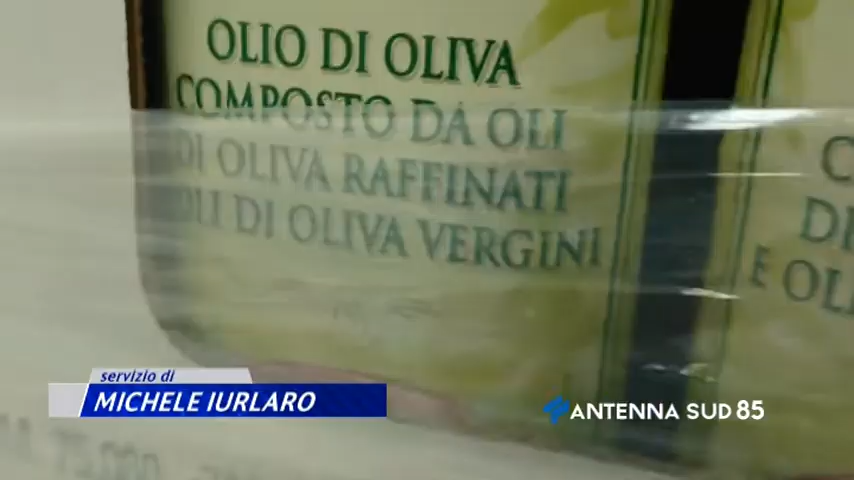 OLIO DI OLIVA
COMPOSTO DA OLI
DI OLIVA RAFFINATI
OLI DI OLIVA VERGINI
E OLI
servizio di
MICHELE IURLARO
ANTENNA SUD 85